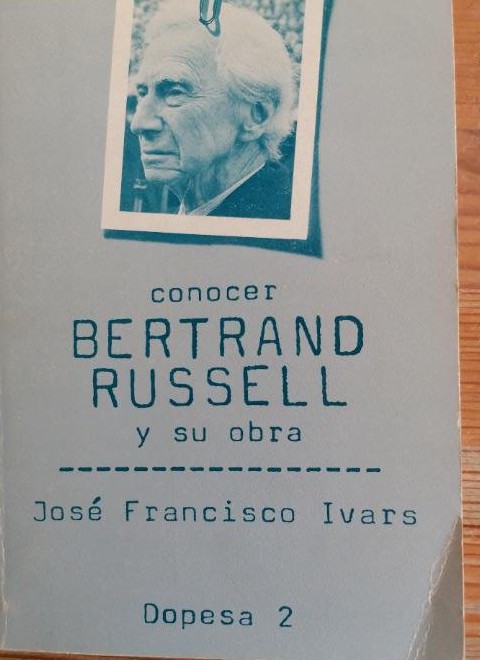 conocer
BERTRAND
RUSSELL
y su obra
José Francisco Ivars
Dopesa 2